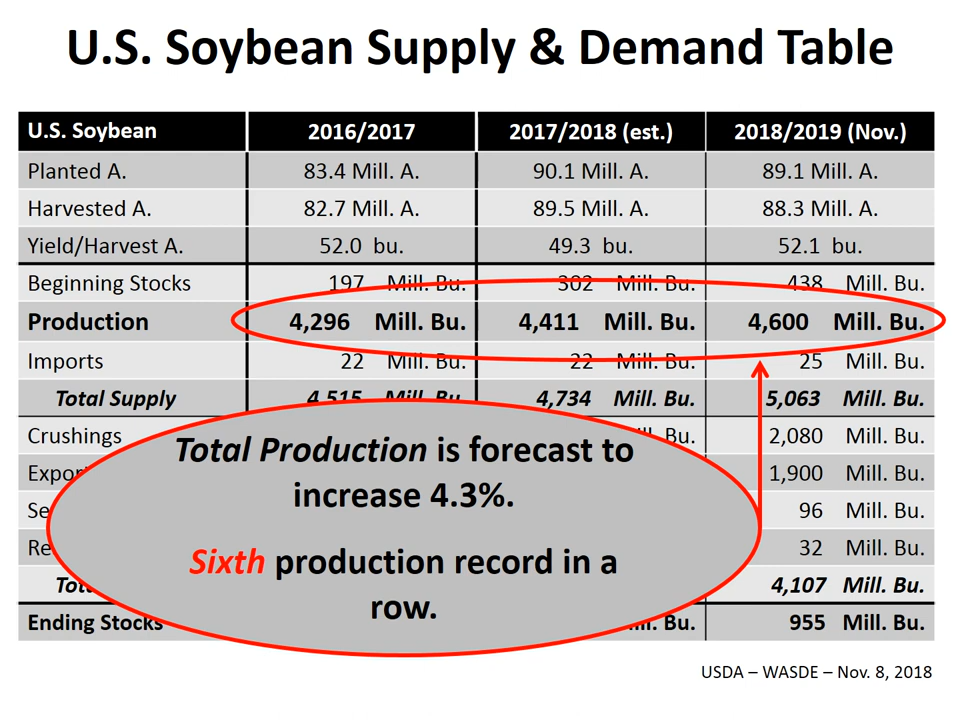 U.S. Soybean Supply & Demand Table
U.S. Soybean 2016/2017 2017/2018 (est.) 2018/2019 (Nov.)
Planted A. 83.4 Mill. A. 90.1 Mill. A. 89.1 Mill. A.
Harvested A. 82.7 Mill. A. 89.5 Mill. A. 88.3 Mill. A.
Yield/Harvest A. 52.0 bu. 49.3 bu. 52.1 bu.
Beginning Stocks 197 Mill. Bu. 302 Mill. Bu. 438 Mill. Bu.
Production 4,296 Mill. Bu. 4,411 Mill. Bu. 4,600 Mill. Bu.
Imports 22 Mill. Bu. 22 Mill. Bu. 25 Mill. Bu.
Total Supply 4,515 Mill. Bu. 4,734 Mill. Bu. 5,063 Mill. Bu.
Crushings Bu. 2,080 Mill. Bu.
1,900 Mill. Bu.
96 Mill. Bu.
32 Mill. Bu.
4,107 Mill. Bu.
Ending Stocks Bu. 955 Mill. Bu.
Total Production is forecast to
increase 4.3%.
Sixth production record in a
row.
USDA – WASDE – Nov. 8, 2018